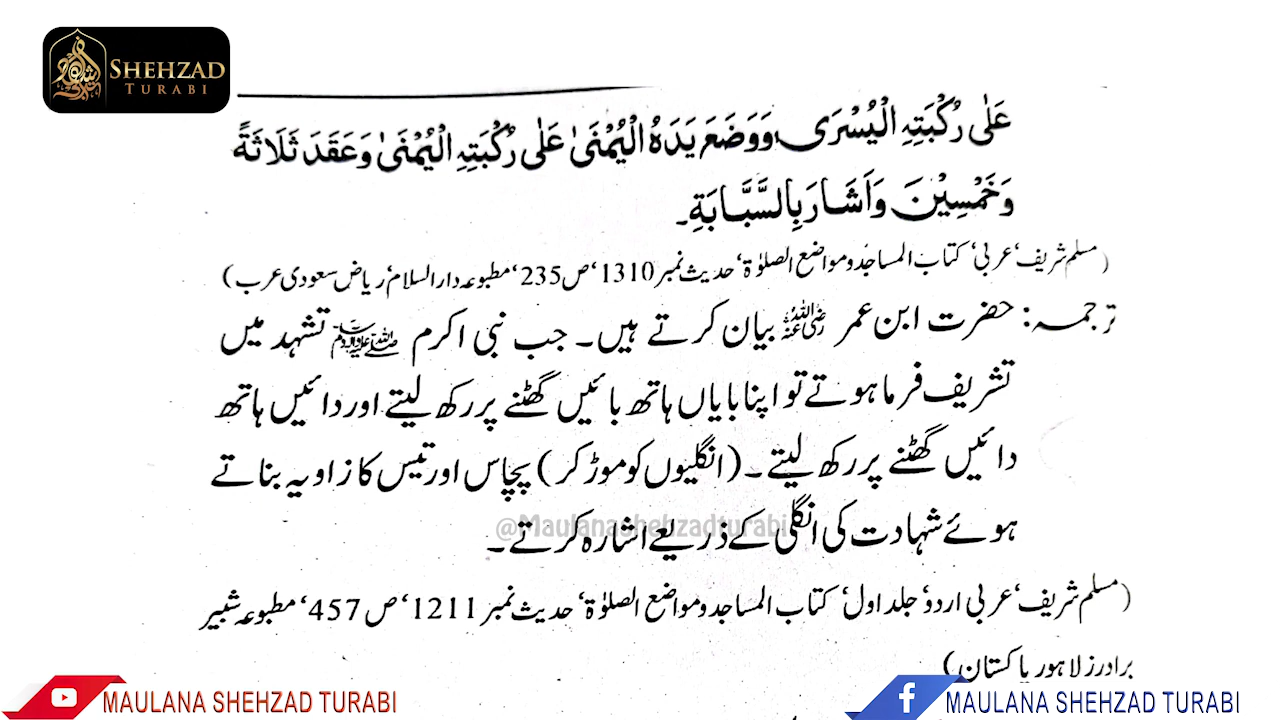 SHEHZAD
TURABI
عَلٰى رُكْبَتِهِ الْيُسْرٰى وَوَضَعَ يَدَهُ الْيُمْنٰى عَلٰى رُكْبَتِهِ الْيُمْنٰى وَعَقَدَ ثَلَاثَةً
وَخَمْسِيْنَ وَاَشَارَ بِالسَّبَّابَةِ۔
(مسلم شریف، عربی، کتاب المساجد ومواضع الصلوٰۃ، حدیث نمبر 1310، ص 235، مطبوعہ دارالسلام، ریاض سعودی عرب)
ترجمہ: حضرت ابن عمر رضی اللہ عنہ بیان کرتے ہیں۔ جب نبی اکرم ﷺ تشہد میں
تشریف فرما ہوتے تو اپنا بایاں ہاتھ بائیں گھٹنے پر رکھ لیتے اور دائیں ہاتھ
دائیں گھٹنے پر رکھ لیتے۔ (انگلیوں کو موڑ کر) پچاس اور تیس کا زاویہ بناتے
ہوئے شہادت کی انگلی کے ذریعے اشارہ کرتے۔
@Maulanashehzadturabi
(مسلم شریف، عربی اردو، جلد اول، کتاب المساجد ومواضع الصلوٰۃ، حدیث نمبر 1211، ص 457، مطبوعہ شبیر
برادرز لاہور پاکستان)
MAULANA SHEHZAD TURABI
MAULANA SHEHZAD TURABI